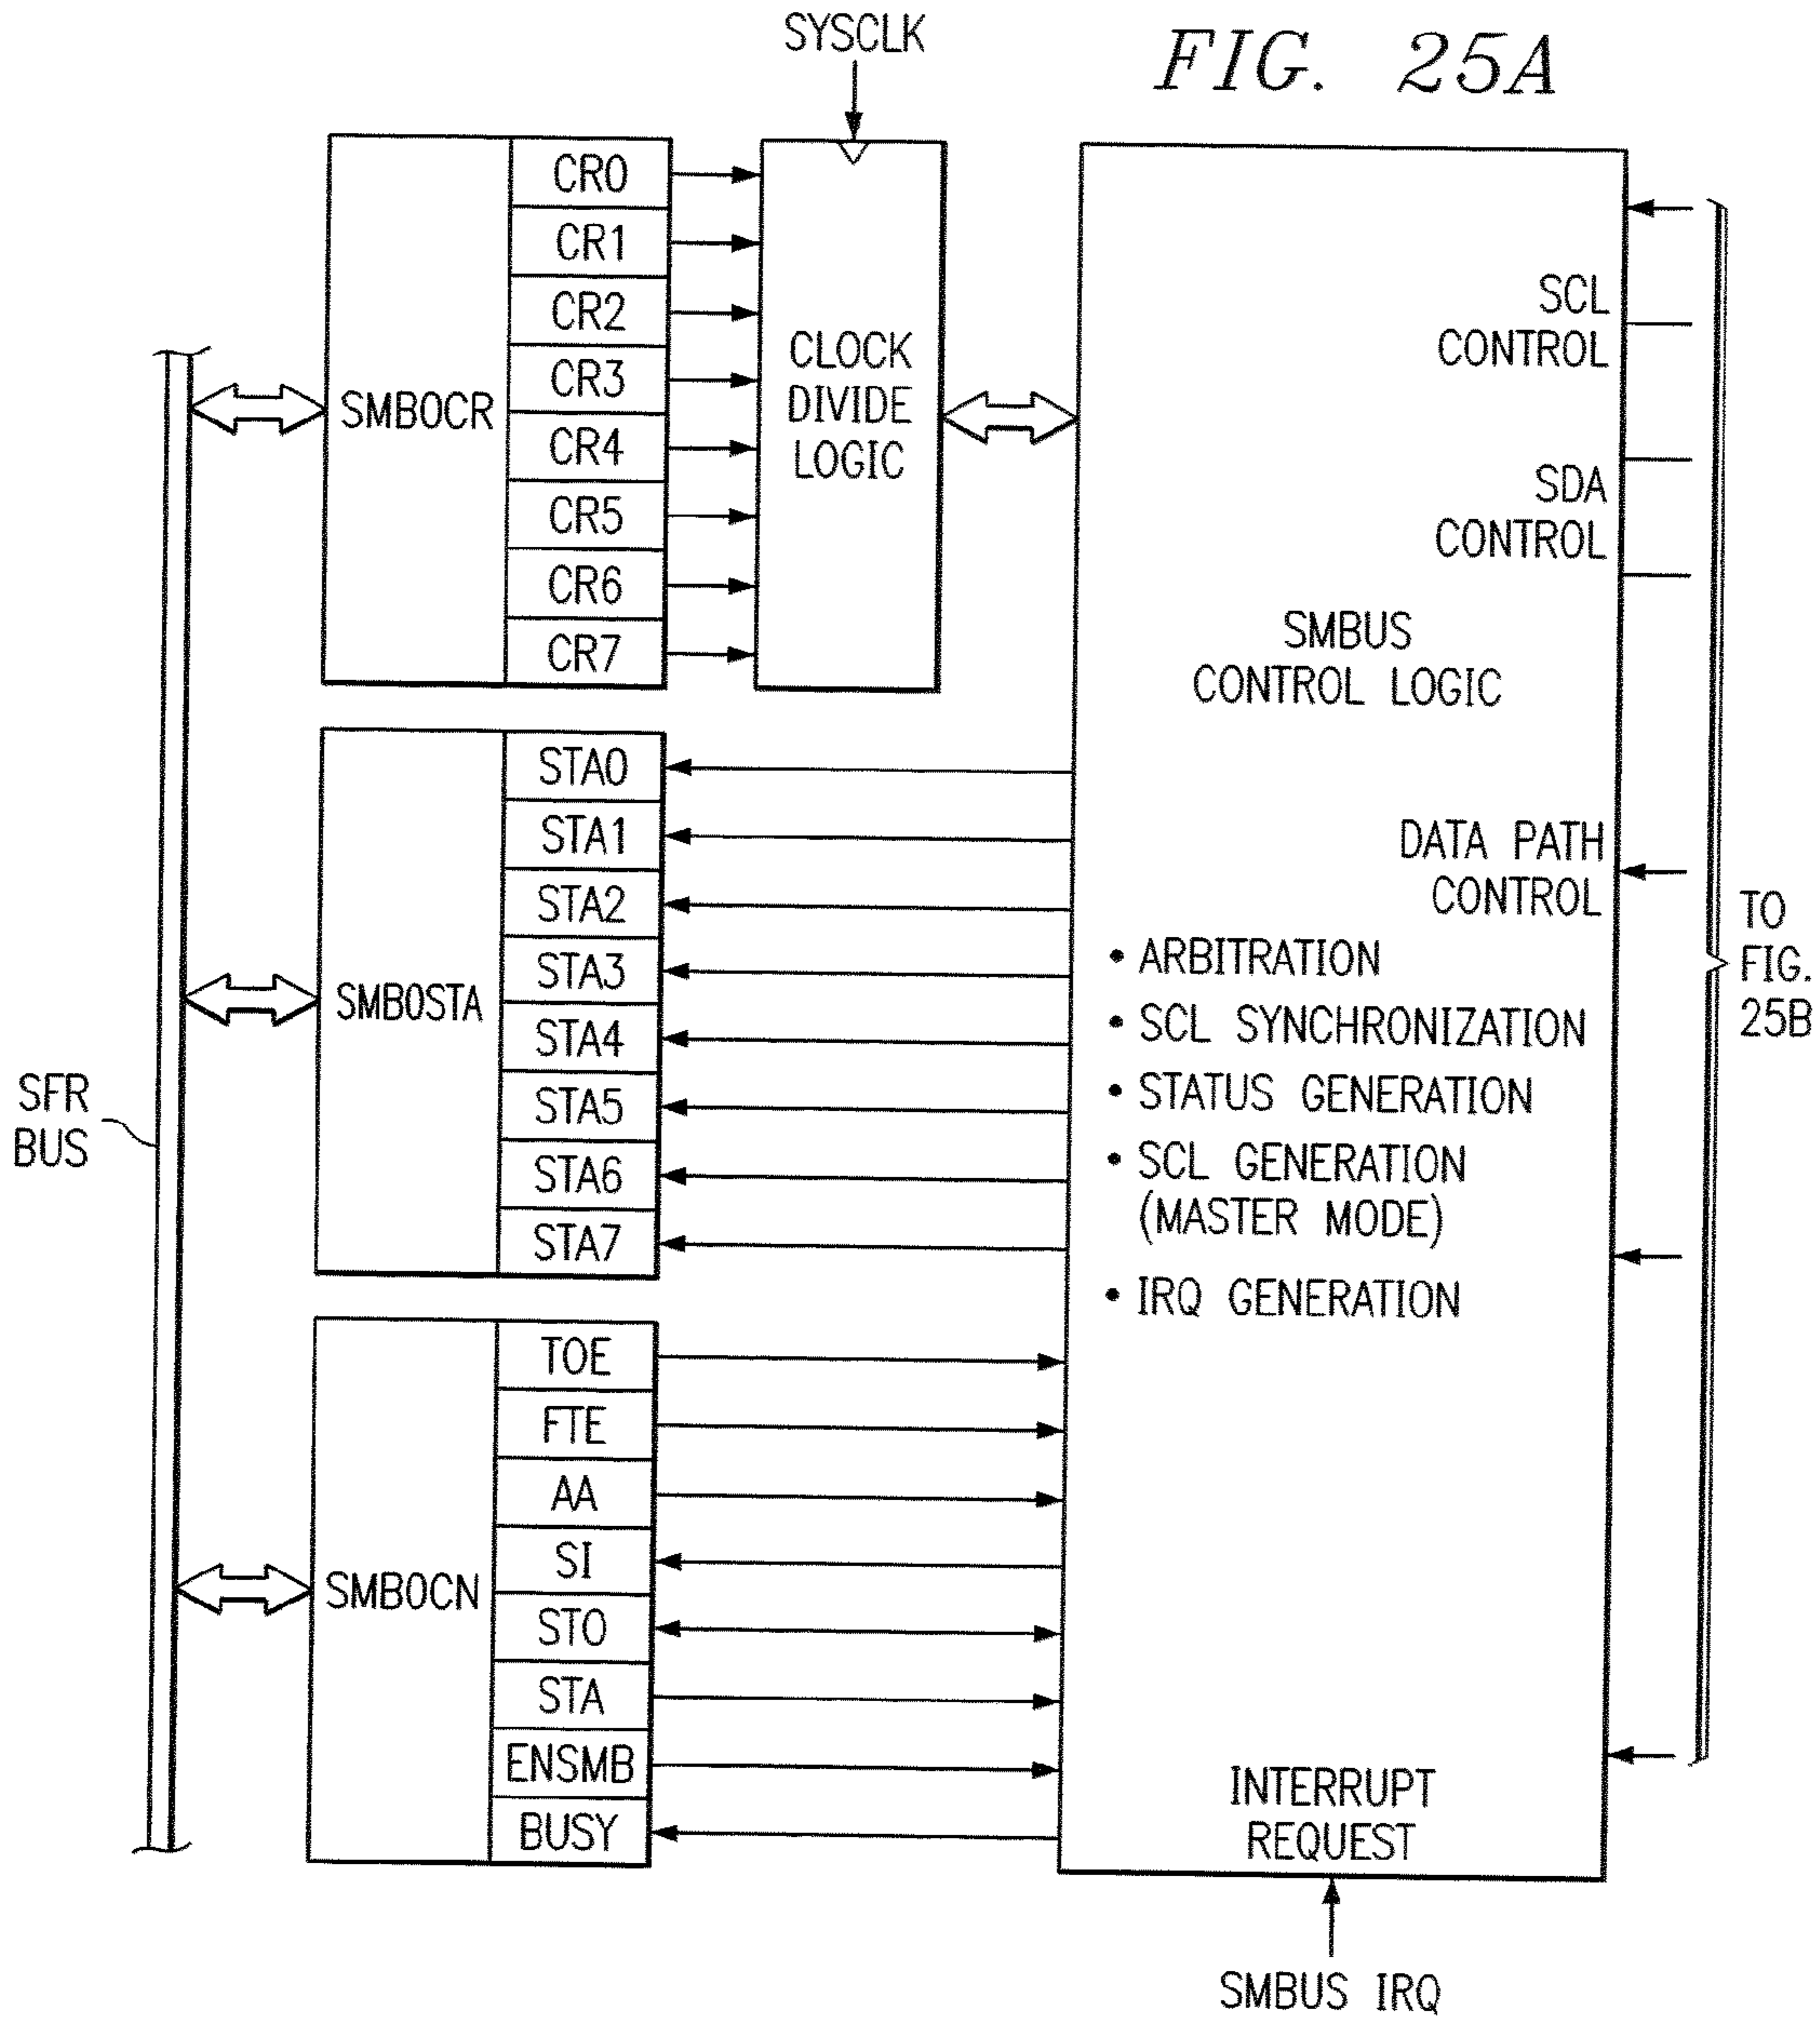 SYSCLK
FIG. 25A
CR0
CR1
CR2
CR3
CR4
CR5
CR6
CR7
SMB0CR
CLOCK
DIVIDE
LOGIC
SCL
CONTROL
SDA
CONTROL
SMBUS
CONTROL LOGIC
DATA PATH
CONTROL
• ARBITRATION
• SCL SYNCHRONIZATION
• STATUS GENERATION
• SCL GENERATION
(MASTER MODE)
• IRQ GENERATION
INTERRUPT
REQUEST
SMBUS IRQ
TO
FIG.
25B
STA0
STA1
STA2
STA3
STA4
STA5
STA6
STA7
SMB0STA
SFR
BUS
TOE
FTE
AA
SI
STO
STA
ENSMB
BUSY
SMB0CN